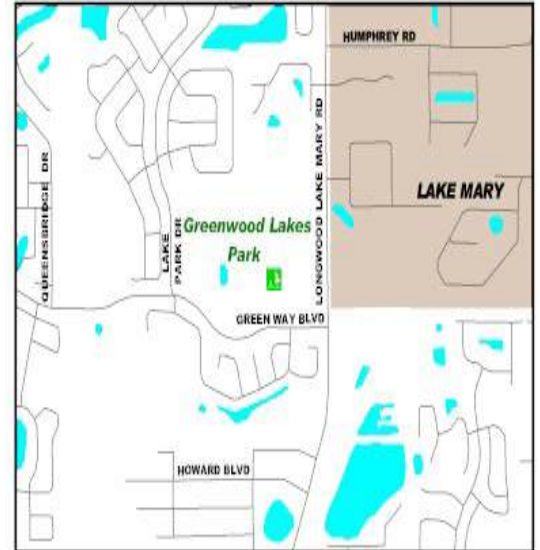 HUMPHREY RD
LONGWOOD LAKE MARY RD
QUEENSBRIDGE DR
LAKE MARY
Greenwood Lakes
Park
LAKE
PARK DR
GREEN WAY BLVD
HOWARD BLVD